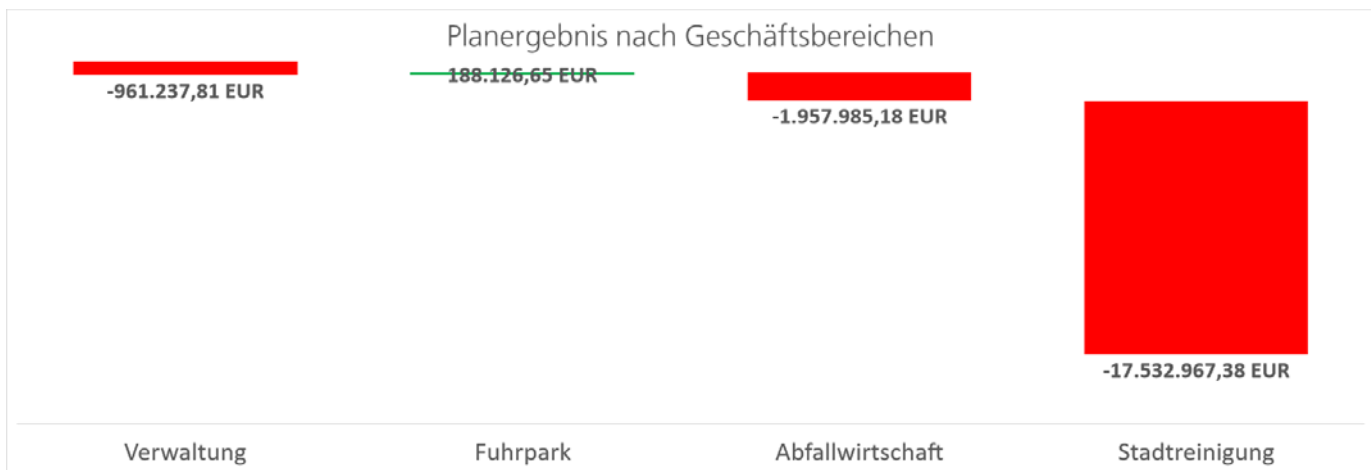 Planergebnis nach Geschäftsbereichen
-961.237,81 EUR
188.126,65 EUR
-1.957.985,18 EUR
-17.532.967,38 EUR
Verwaltung
Fuhrpark
Abfallwirtschaft
Stadtreinigung